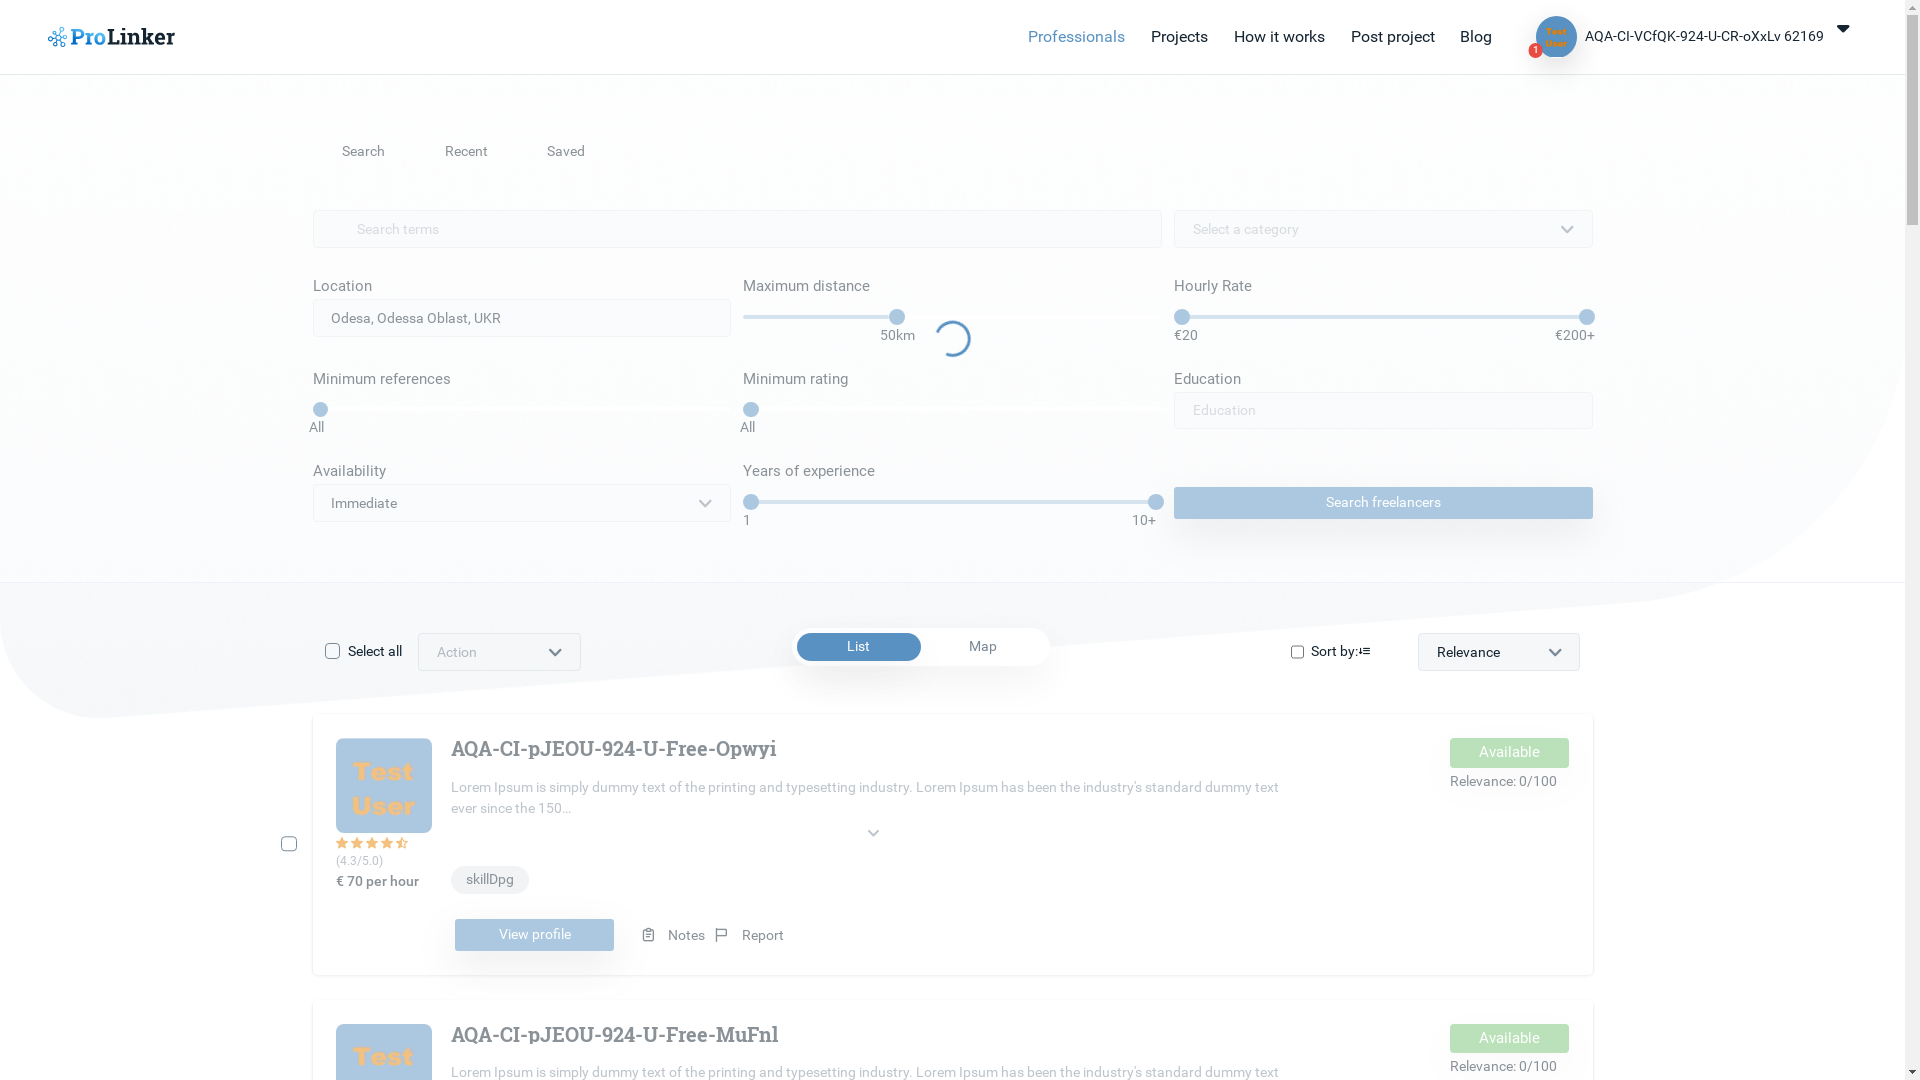 ProLinker
Professionals
Projects
How it works
Post project
Blog
Test
User
1
AQA-CI-VCfQK-924-U-CR-oXxLv 62169
Search
Recent
Saved
Search terms
Select a category
Location
Maximum distance
Hourly Rate
Odesa, Odessa Oblast, UKR
50km
€20
€200+
Minimum references
Minimum rating
Education
Education
All
All
Availability
Years of experience
Immediate
Search freelancers
1
10+
Select all
Action
List
Map
Sort by:
Relevance
Test
User
AQA-CI-pJEOU-924-U-Free-Opwyi
Available
Lorem Ipsum is simply dummy text of the printing and typesetting industry. Lorem Ipsum has been the industry's standard dummy text
ever since the 150...
Relevance: 0/100
(4.3/5.0)
€ 70 per hour
skillDpg
View profile
Notes
Report
Test
AQA-CI-pJEOU-924-U-Free-MuFnl
Available
Lorem Ipsum is simply dummy text of the printing and typesetting industry. Lorem Ipsum has been the industry's standard dummy text
Relevance: 0/100